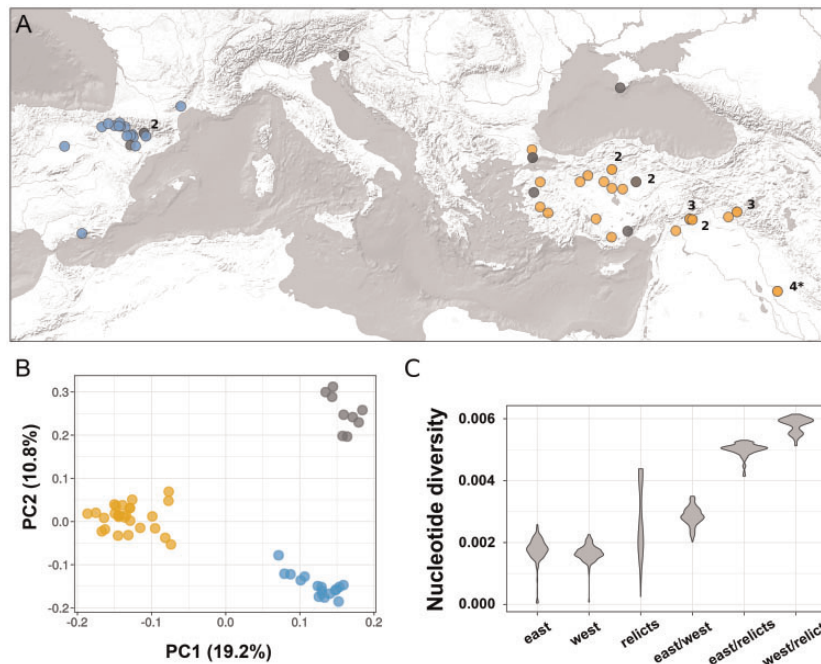 A
2
2
2
3
3
2
4*
B
C
PC2 (10.8%)
0.3
0.2
0.1
0.0
-0.1
-0.2
-0.2
-0.1
0.0
0.1
0.2
PC1 (19.2%)
Nucleotide diversity
0.006
0.004
0.002
0.000
east
west
relicts
east/west
east/relicts
west/relicts